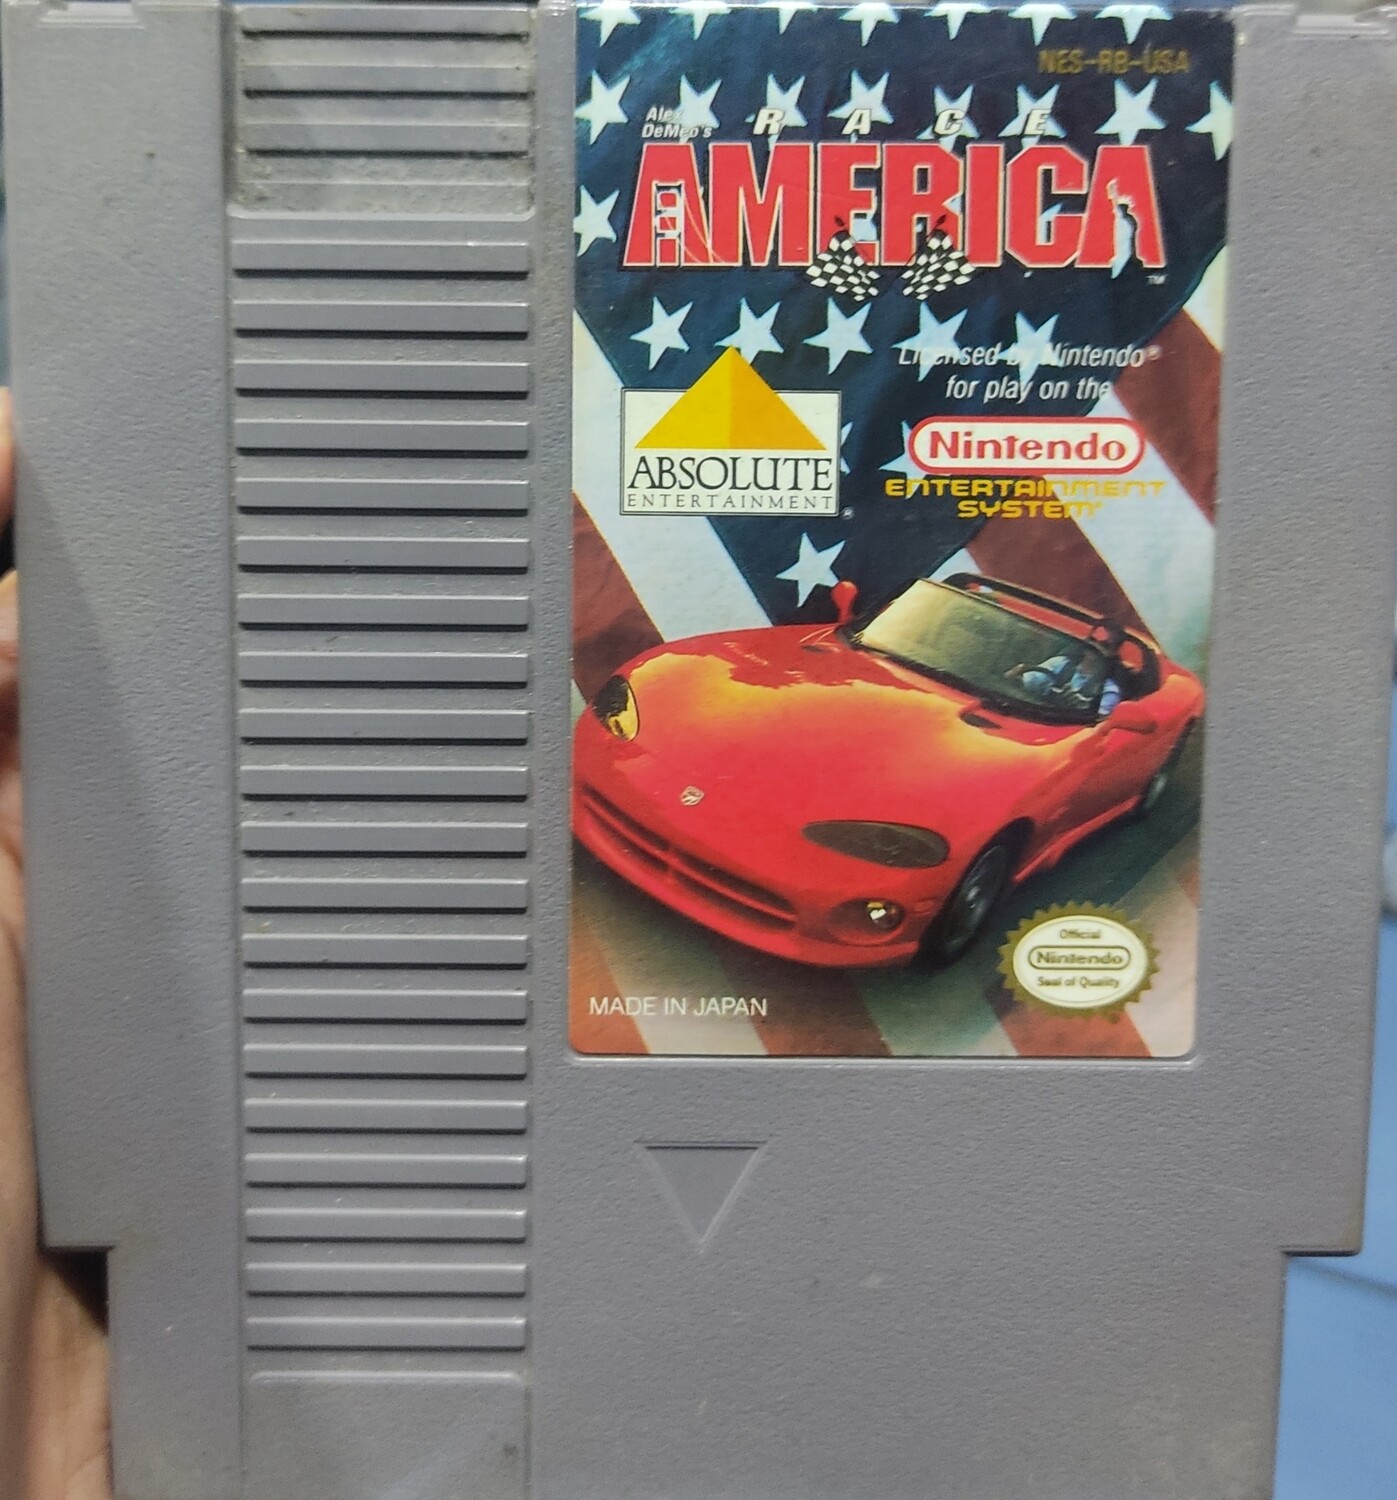 NES-RB-USA
Alex
DeMeo's
RACE
AMERICA
TM
Licensed by Nintendo®
for play on the
Nintendo
ENTERTAINMENT
SYSTEM
ABSOLUTE
ENTERTAINMENT®
Official
Nintendo
Seal of Quality
MADE IN JAPAN